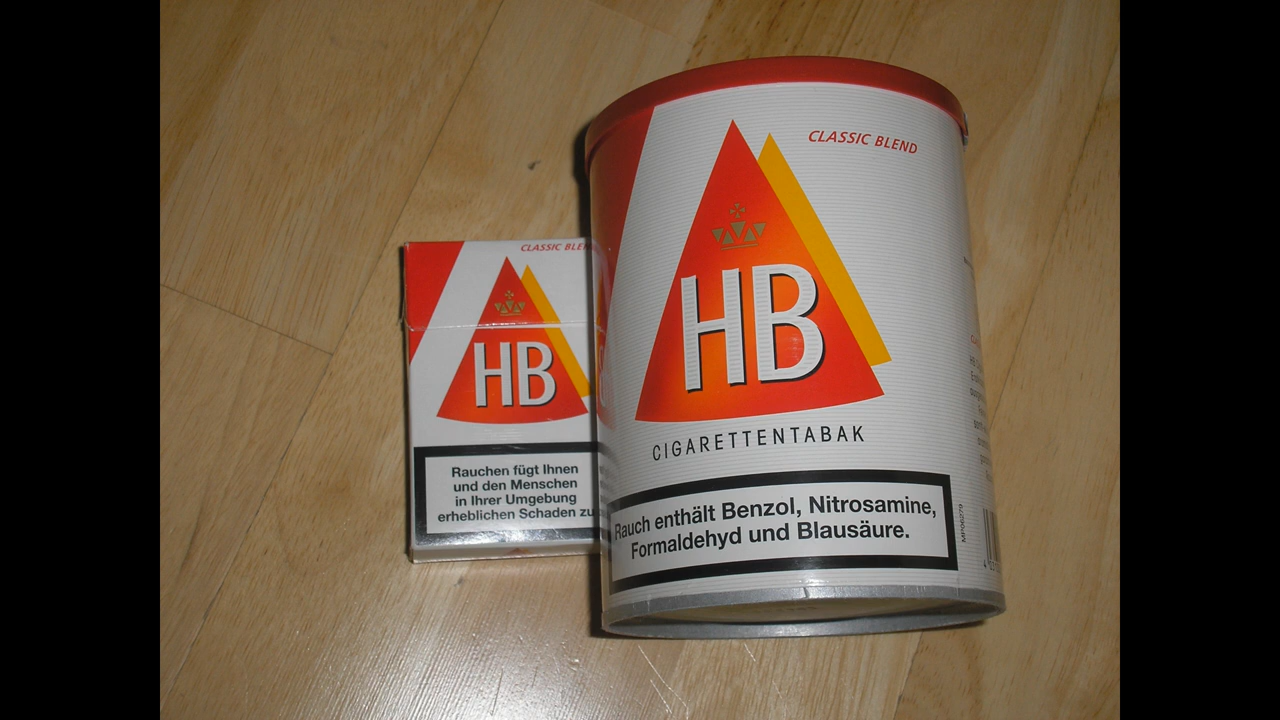 CLASSIC BLEND
HB
Rauchen fügt Ihnen
und den Menschen
in Ihrer Umgebung
erheblichen Schaden zu
CLASSIC BLEND
HB
CIGARETTENTABAK
Rauch enthält Benzol, Nitrosamine,
Formaldehyd und Blausäure.
MP06279